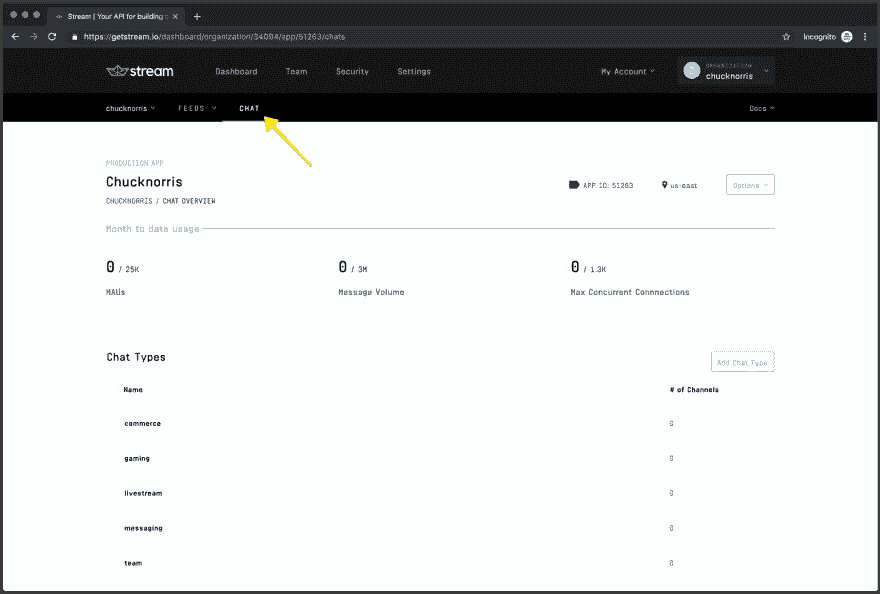 Stream | Your API for building :
https://getstream.io/dashboard/organization/34094/app/51263/chats
Incognito
stream
Dashboard Team Security Settings My Account
ORGANIZATION
chucknorris
chucknorris FEEDS CHAT Docs
PRODUCTION APP
Chucknorris
APP ID: 51263 us-east Options
CHUCKNORRIS / CHAT OVERVIEW
Month to date usage
0 / 25K 0 / 3M 0 / 1.3K
MAUs Message Volume Max Concurrent Connnections
Chat Types
Add Chat Type
Name # of Channels
commerce 0
gaming 0
livestream 0
messaging 0
team 0